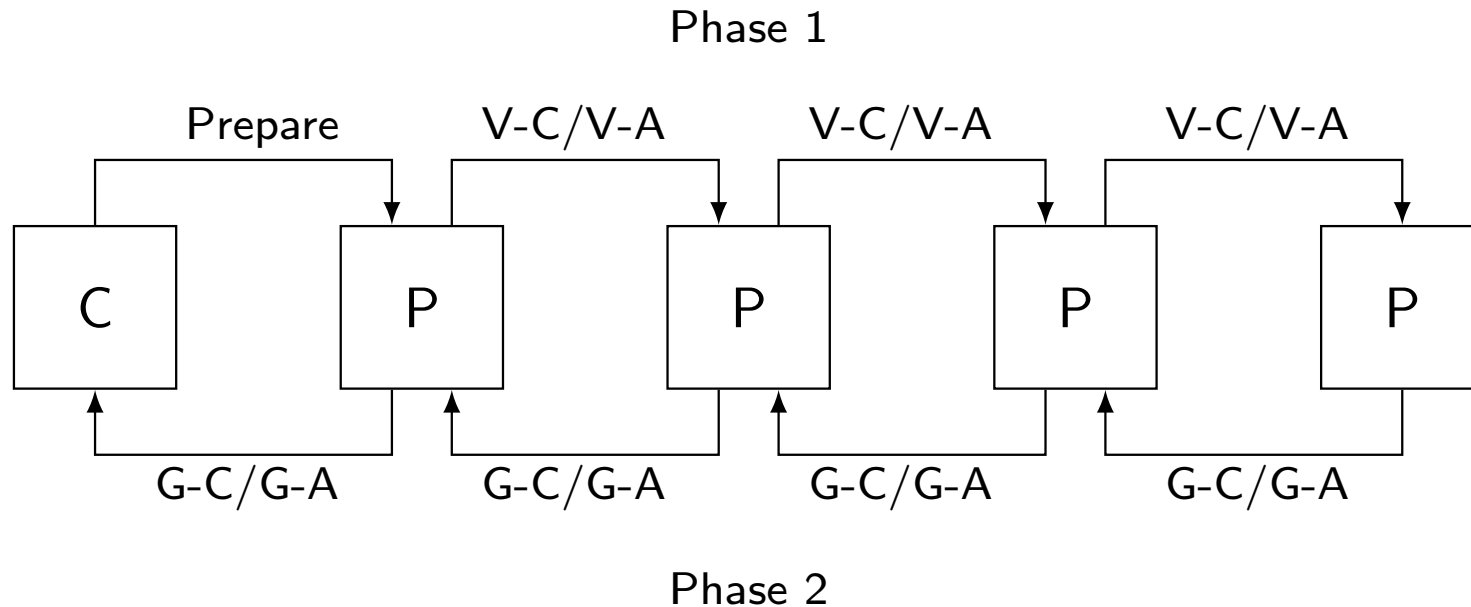 Phase 1
Prepare V-C/V-A V-C/V-A V-C/V-A
C P P P P
G-C/G-A G-C/G-A G-C/G-A G-C/G-A
Phase 2